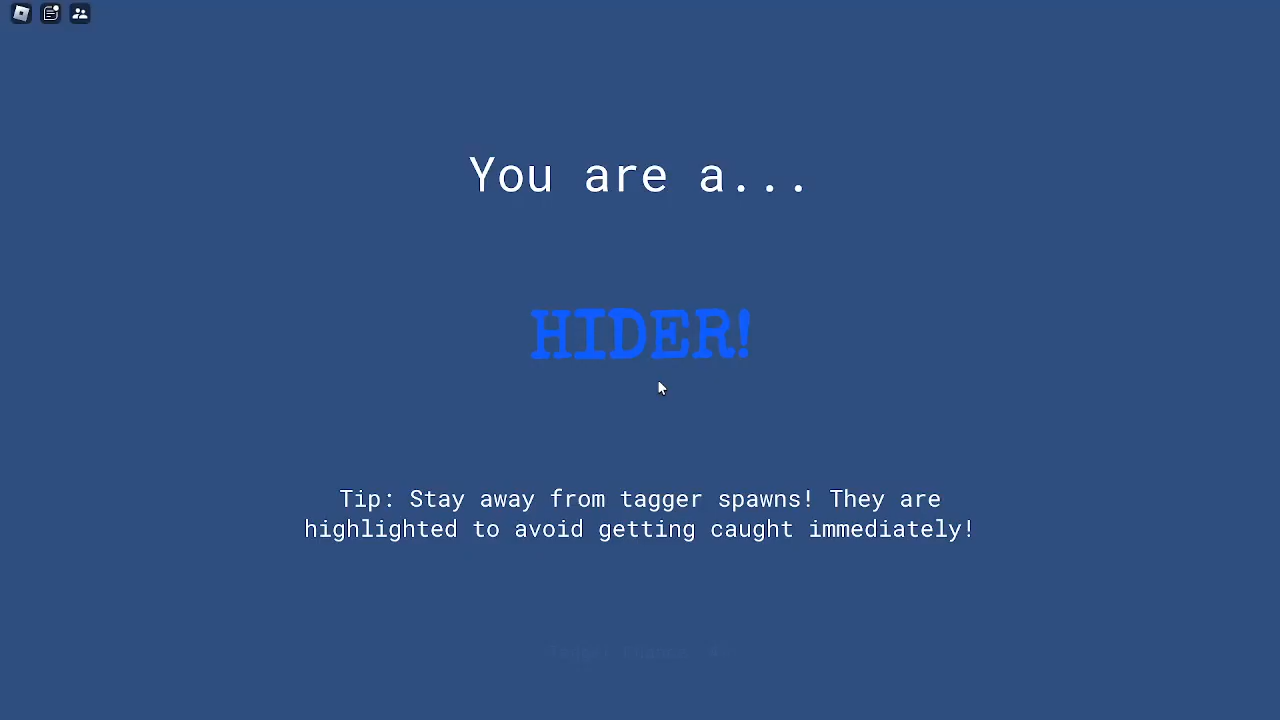 You are a...
HIDER!
Tip: Stay away from tagger spawns! They are
highlighted to avoid getting caught immediately!